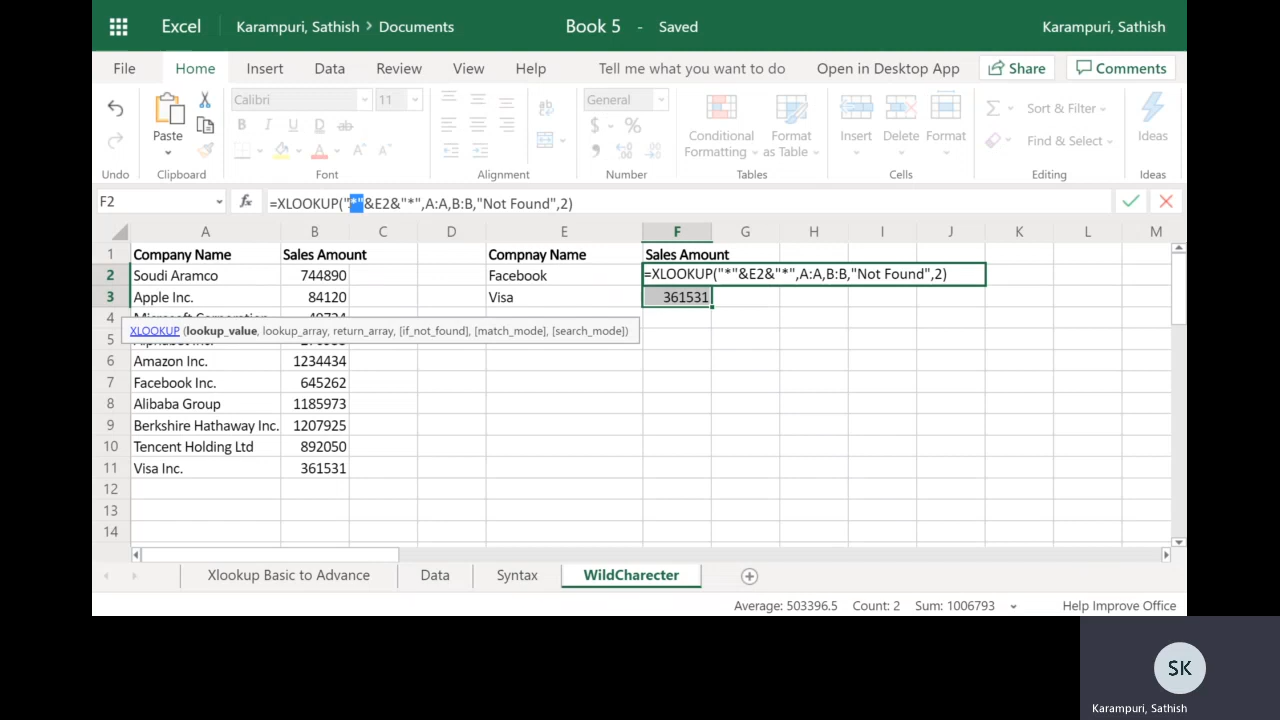 Excel Karampuri, Sathish > Documents Book 5 - Saved Karampuri, Sathish
File Home Insert Data Review View Help Tell me what you want to do Open in Desktop App Share Comments
Calibri 11 General
Paste B I U D ab $ % Conditional Formatting Format as Table Insert Delete Format Sort & Filter Find & Select Ideas
Undo Clipboard Font Alignment Number Tables Cells Editing Ideas
F2 fx =XLOOKUP("*"&E2&"*",A:A,B:B,"Not Found",2)
A B C D E F G H I J K L M
1 Company Name Sales Amount Compnay Name Sales Amount
2 Soudi Aramco 744890 Facebook =XLOOKUP("*"&E2&"*",A:A,B:B,"Not Found",2)
3 Apple Inc. 84120 Visa 361531
4
XLOOKUP (lookup_value, lookup_array, return_array, [if_not_found], [match_mode], [search_mode])
5
6 Amazon Inc. 1234434
7 Facebook Inc. 645262
8 Alibaba Group 1185973
9 Berkshire Hathaway Inc. 1207925
10 Tencent Holding Ltd 892050
11 Visa Inc. 361531
12
13
14
Xlookup Basic to Advance Data Syntax WildCharecter
Average: 503396.5 Count: 2 Sum: 1006793 Help Improve Office
SK
Karampuri, Sathish